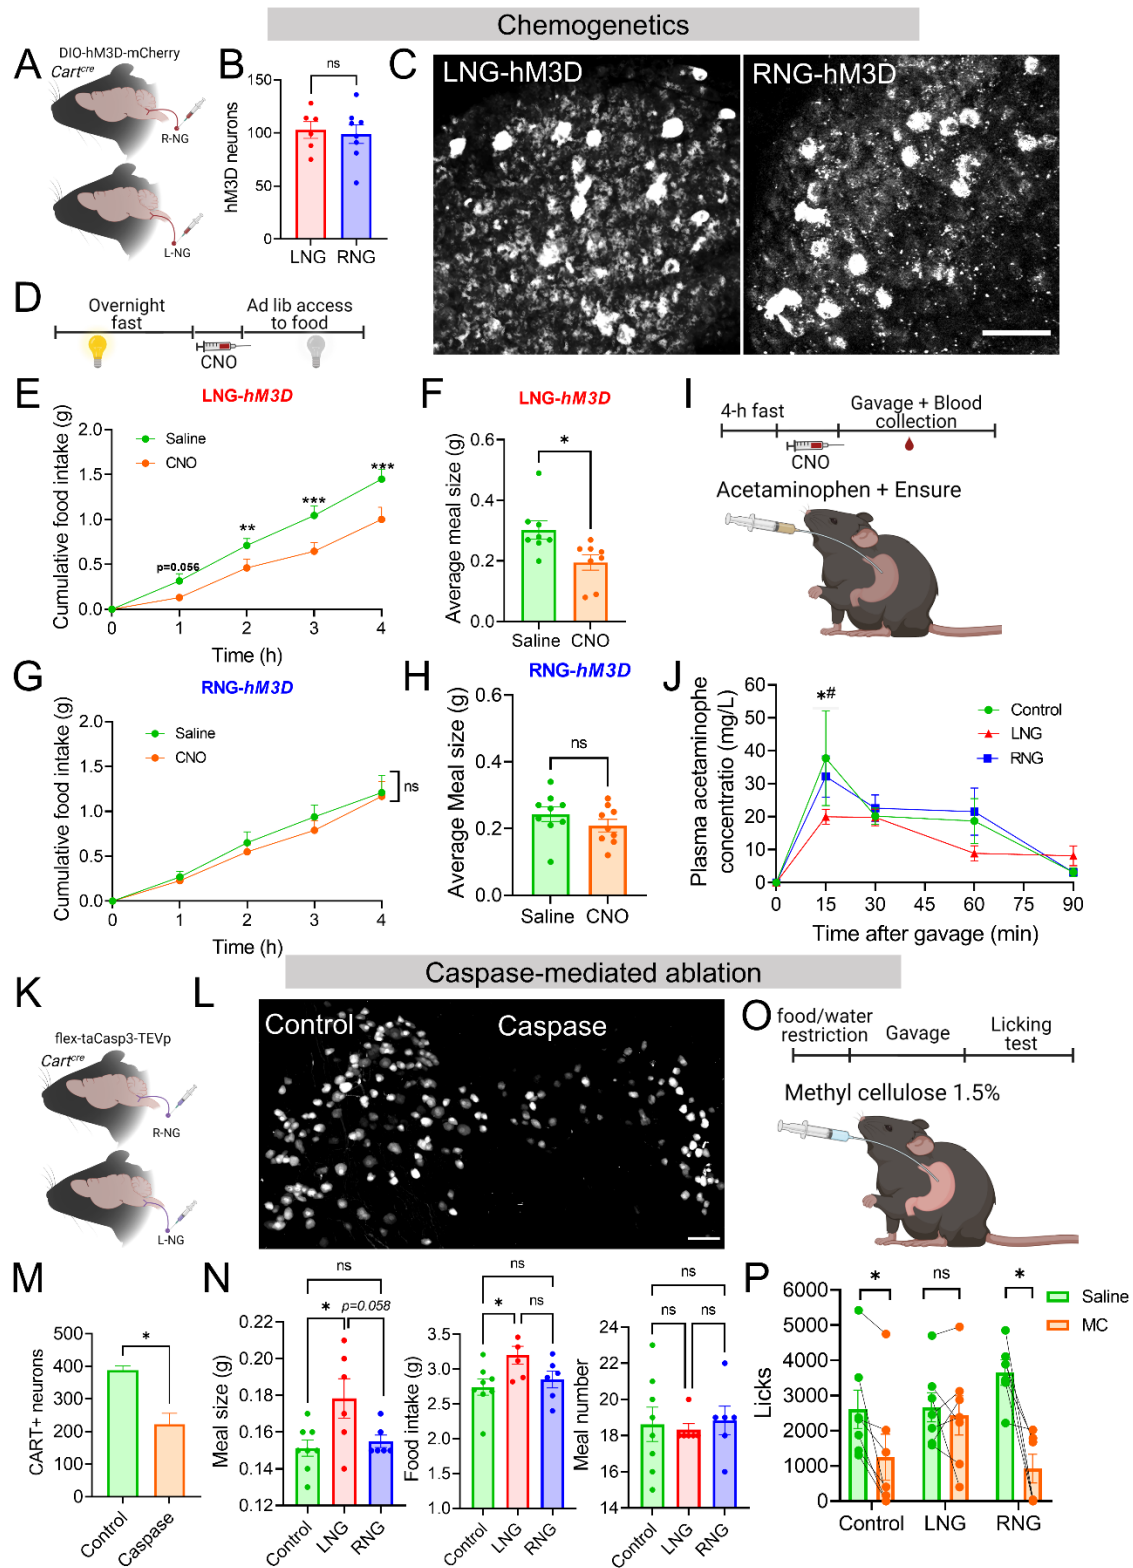 Chemogenetics
A
DIO-hM3D-mCherry
Cart^cre
R-NG
L-NG
B
ns
hM3D neurons
150
100
50
0
LNG
RNG
C
LNG-hM3D
RNG-hM3D
D
Overnight
fast
CNO
Ad lib access
to food
E
LNG-hM3D
Cumulative food intake (g)
2.0
1.5
1.0
0.5
0.0
Saline
CNO
p=0.056
**
***
***
0
1
2
3
4
Time (h)
F
LNG-hM3D
Average meal size (g)
0.6
0.4
0.2
0.0
*
Saline
CNO
G
RNG-hM3D
Cumulative food intake (g)
2.0
1.5
1.0
0.5
0.0
Saline
CNO
ns
0
1
2
3
4
Time (h)
H
RNG-hM3D
Average Meal size (g)
0.6
0.4
0.2
0.0
ns
Saline
CNO
I
4-h fast
CNO
Gavage + Blood
collection
Acetaminophen + Ensure
J
Plasma acetaminophe
concentratio (mg/L)
60
50
40
30
20
10
0
*#
Control
LNG
RNG
0
15
30
45
60
75
90
Time after gavage (min)
Caspase-mediated ablation
K
flex-taCasp3-TEVp
Cart^cre
R-NG
L-NG
L
Control
Caspase
M
CART+ neurons
500
400
300
200
100
0
*
Control
Caspase
N
Meal size (g)
0.22
0.20
0.18
0.16
0.14
0.12
ns
*
p=0.058
Control
LNG
RNG
Food intake (g)
3.5
3.0
2.5
2.0
1.5
1.0
ns
*
ns
Control
LNG
RNG
Meal number
24
22
20
18
16
14
ns
ns
ns
Control
LNG
RNG
O
food/water
restriction
Gavage
Licking
test
Methyl cellulose 1.5%
P
Licks
6000
5000
4000
3000
2000
1000
0
*
ns
*
Saline
MC
Control
LNG
RNG